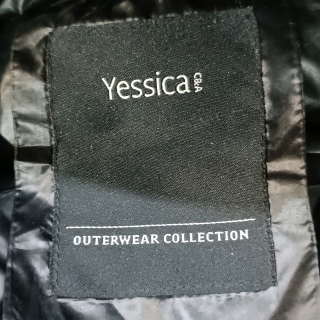 Yessica C&A
OUTERWEAR COLLECTION